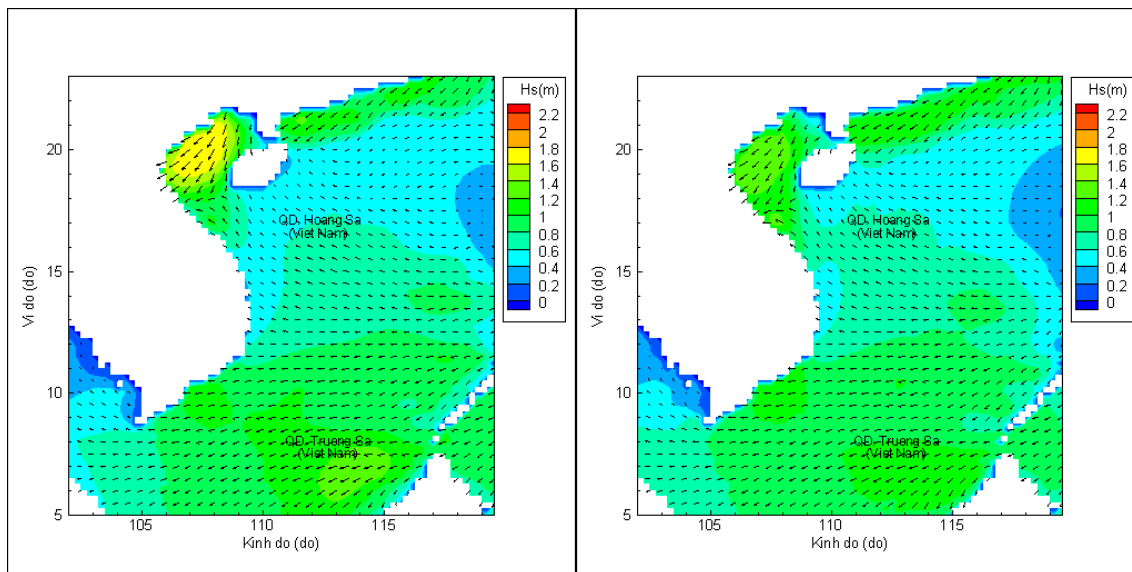 Hs(m)
2.2
2
1.8
1.6
1.4
1.2
1
0.8
0.6
0.4
0.2
0
20
15
10
5
105
110
115
Vi do (do)
Kinh do (do)
QD. Hoang Sa
(Viet Nam)
QD. Truong Sa
(Viet Nam)
Hs(m)
2.2
2
1.8
1.6
1.4
1.2
1
0.8
0.6
0.4
0.2
0
20
15
10
5
105
110
115
Vi do (do)
Kinh do (do)
QD. Hoang Sa
(Viet Nam)
QD. Truong Sa
(Viet Nam)